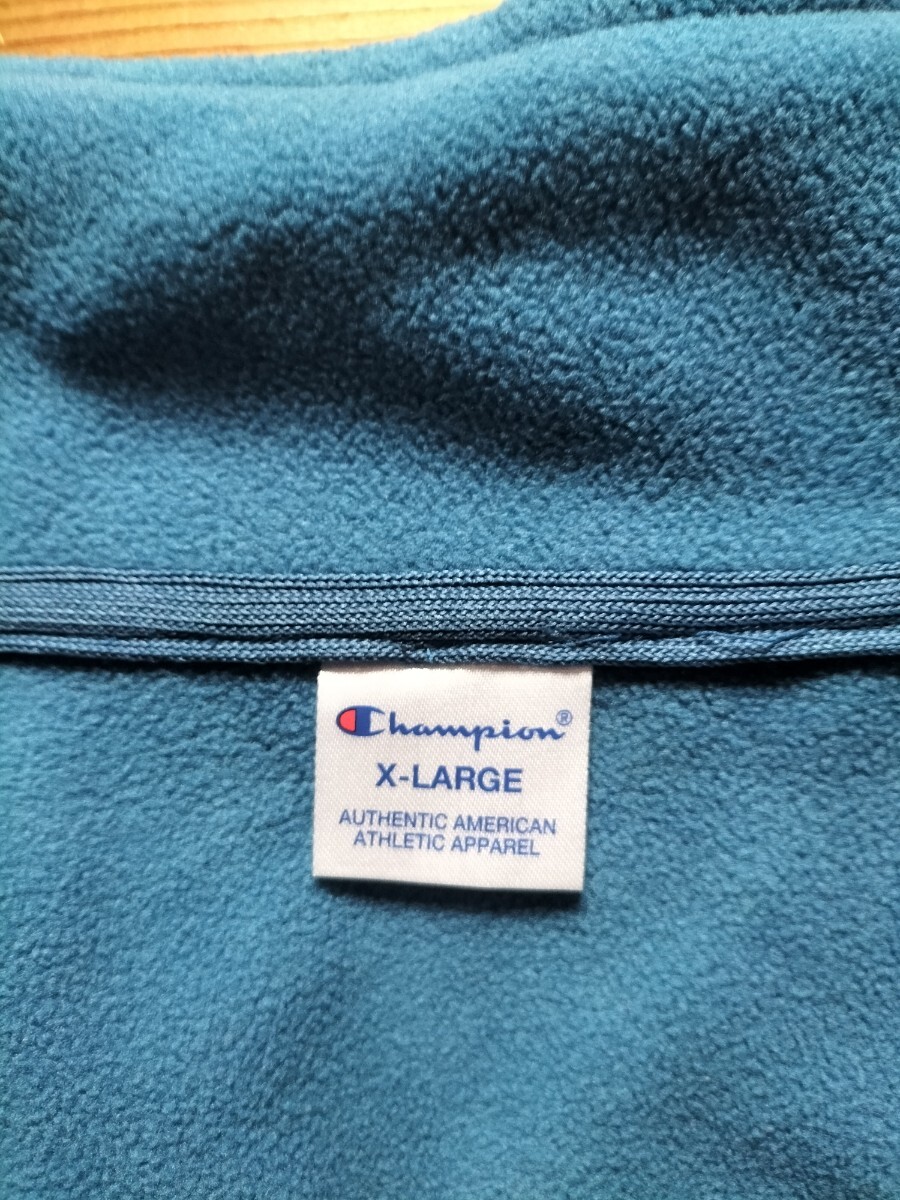 Champion®
X-LARGE
AUTHENTIC AMERICAN
ATHLETIC APPAREL